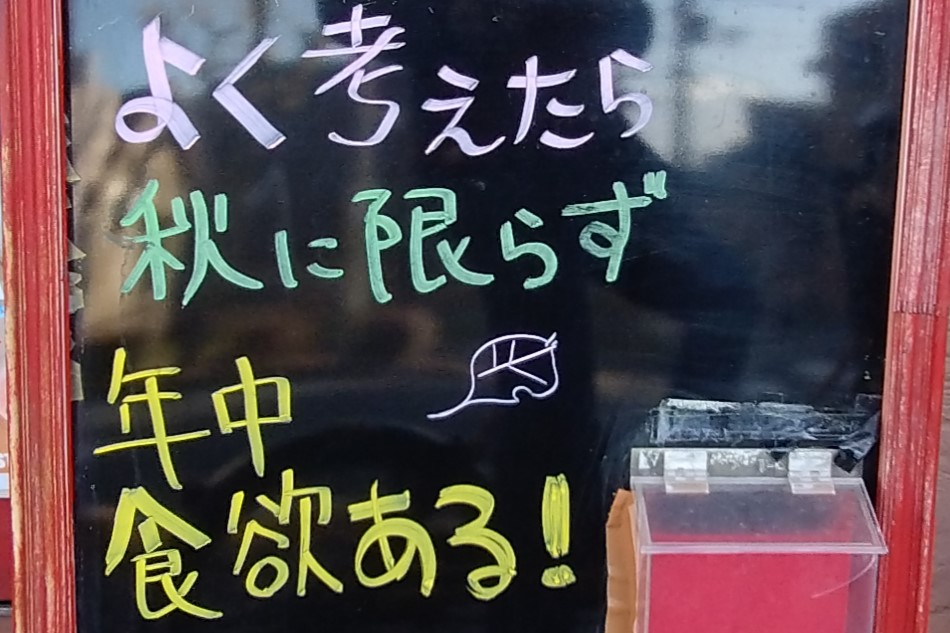 よく考えたら
秋に限らず
年中
食欲ある!